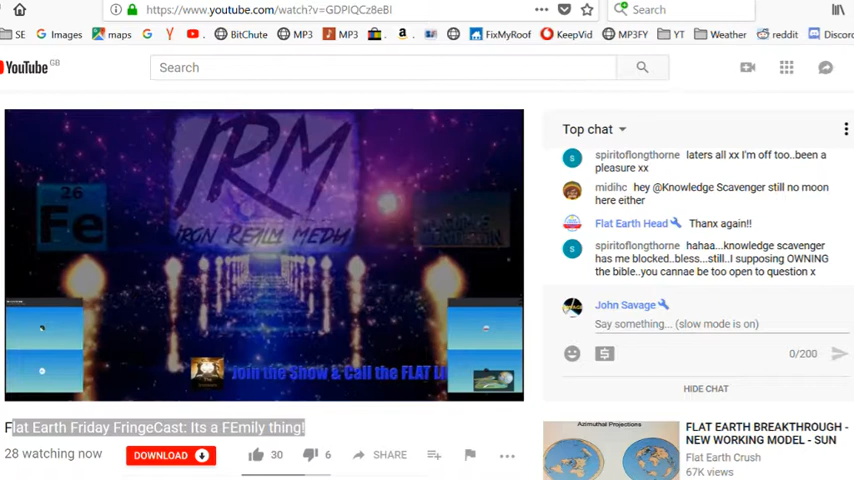 https://www.youtube.com/watch?v=GDPlQCz8eBI
Search
SE Images maps BitChute MP3 MP3 FixMyRoof KeepVid MP3FY YT Weather reddit Discord
YouTube GB
Search
Top chat
spiritoflongthorne laters all xx I'm off too..been a
pleasure xx
midihc hey @Knowledge Scavenger still no moon
here either
Flat Earth Head Thanx again!!
spiritoflongthorne hahaa...knowledge scavenger
has me blocked..bless...still..I supposing OWNING
the bible..you cannae be too open to question x
John Savage
Say something... (slow mode is on)
0/200
HIDE CHAT
IRM
IRON REALM MEDIA
26
Fe
Join the Show & Call the FLAT LI
Flat Earth Friday FringeCast: Its a FEmily thing!
28 watching now
DOWNLOAD
30
6
SHARE
Azimuthal Projections
FLAT EARTH BREAKTHROUGH -
NEW WORKING MODEL - SUN
Flat Earth Crush
67K views